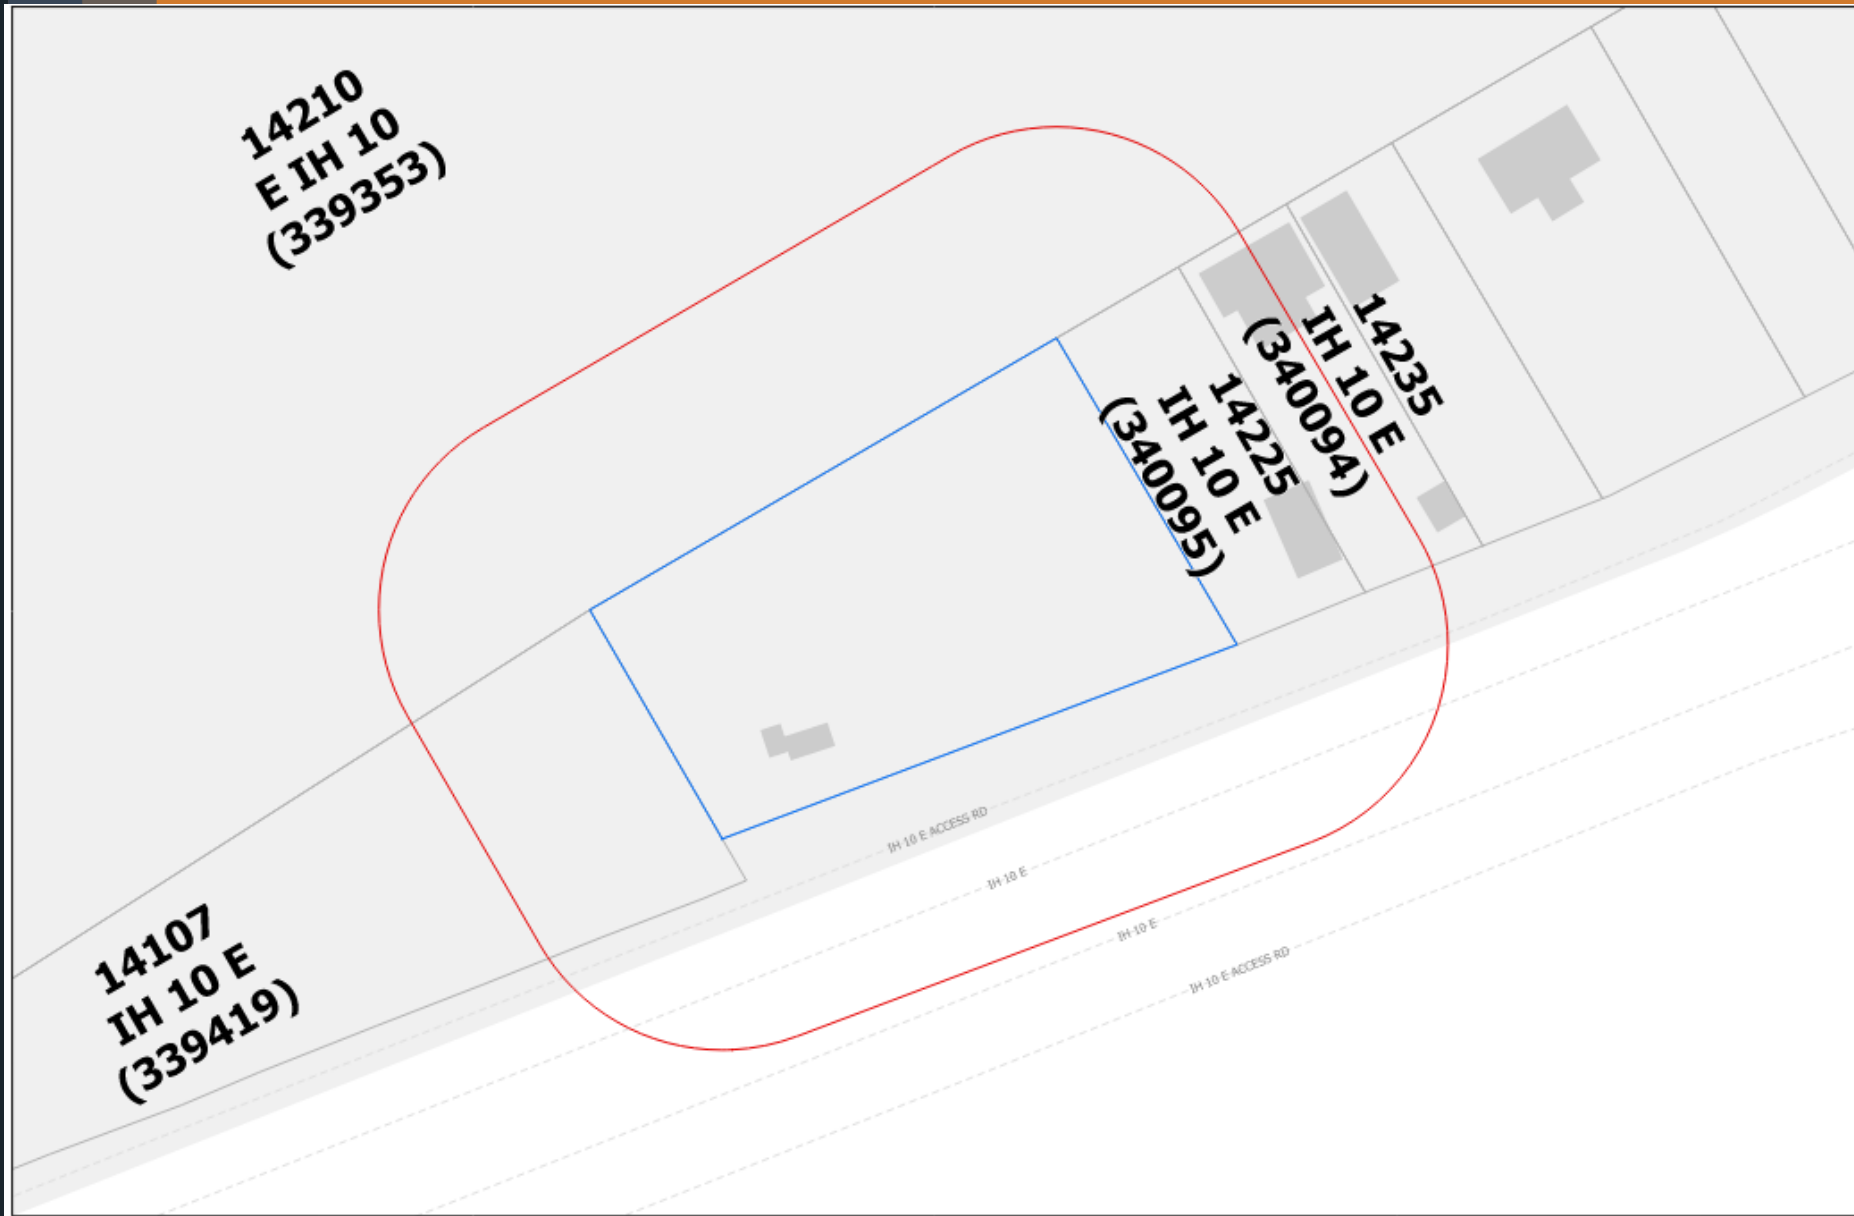 14210
E IH 10
(339353)
14235
IH 10 E
(340094)
14225
IH 10 E
(340095)
IH 10 E ACCESS RD
IH 10 E
IH 10 E
IH 10 E ACCESS RD
14107
IH 10 E
(339419)